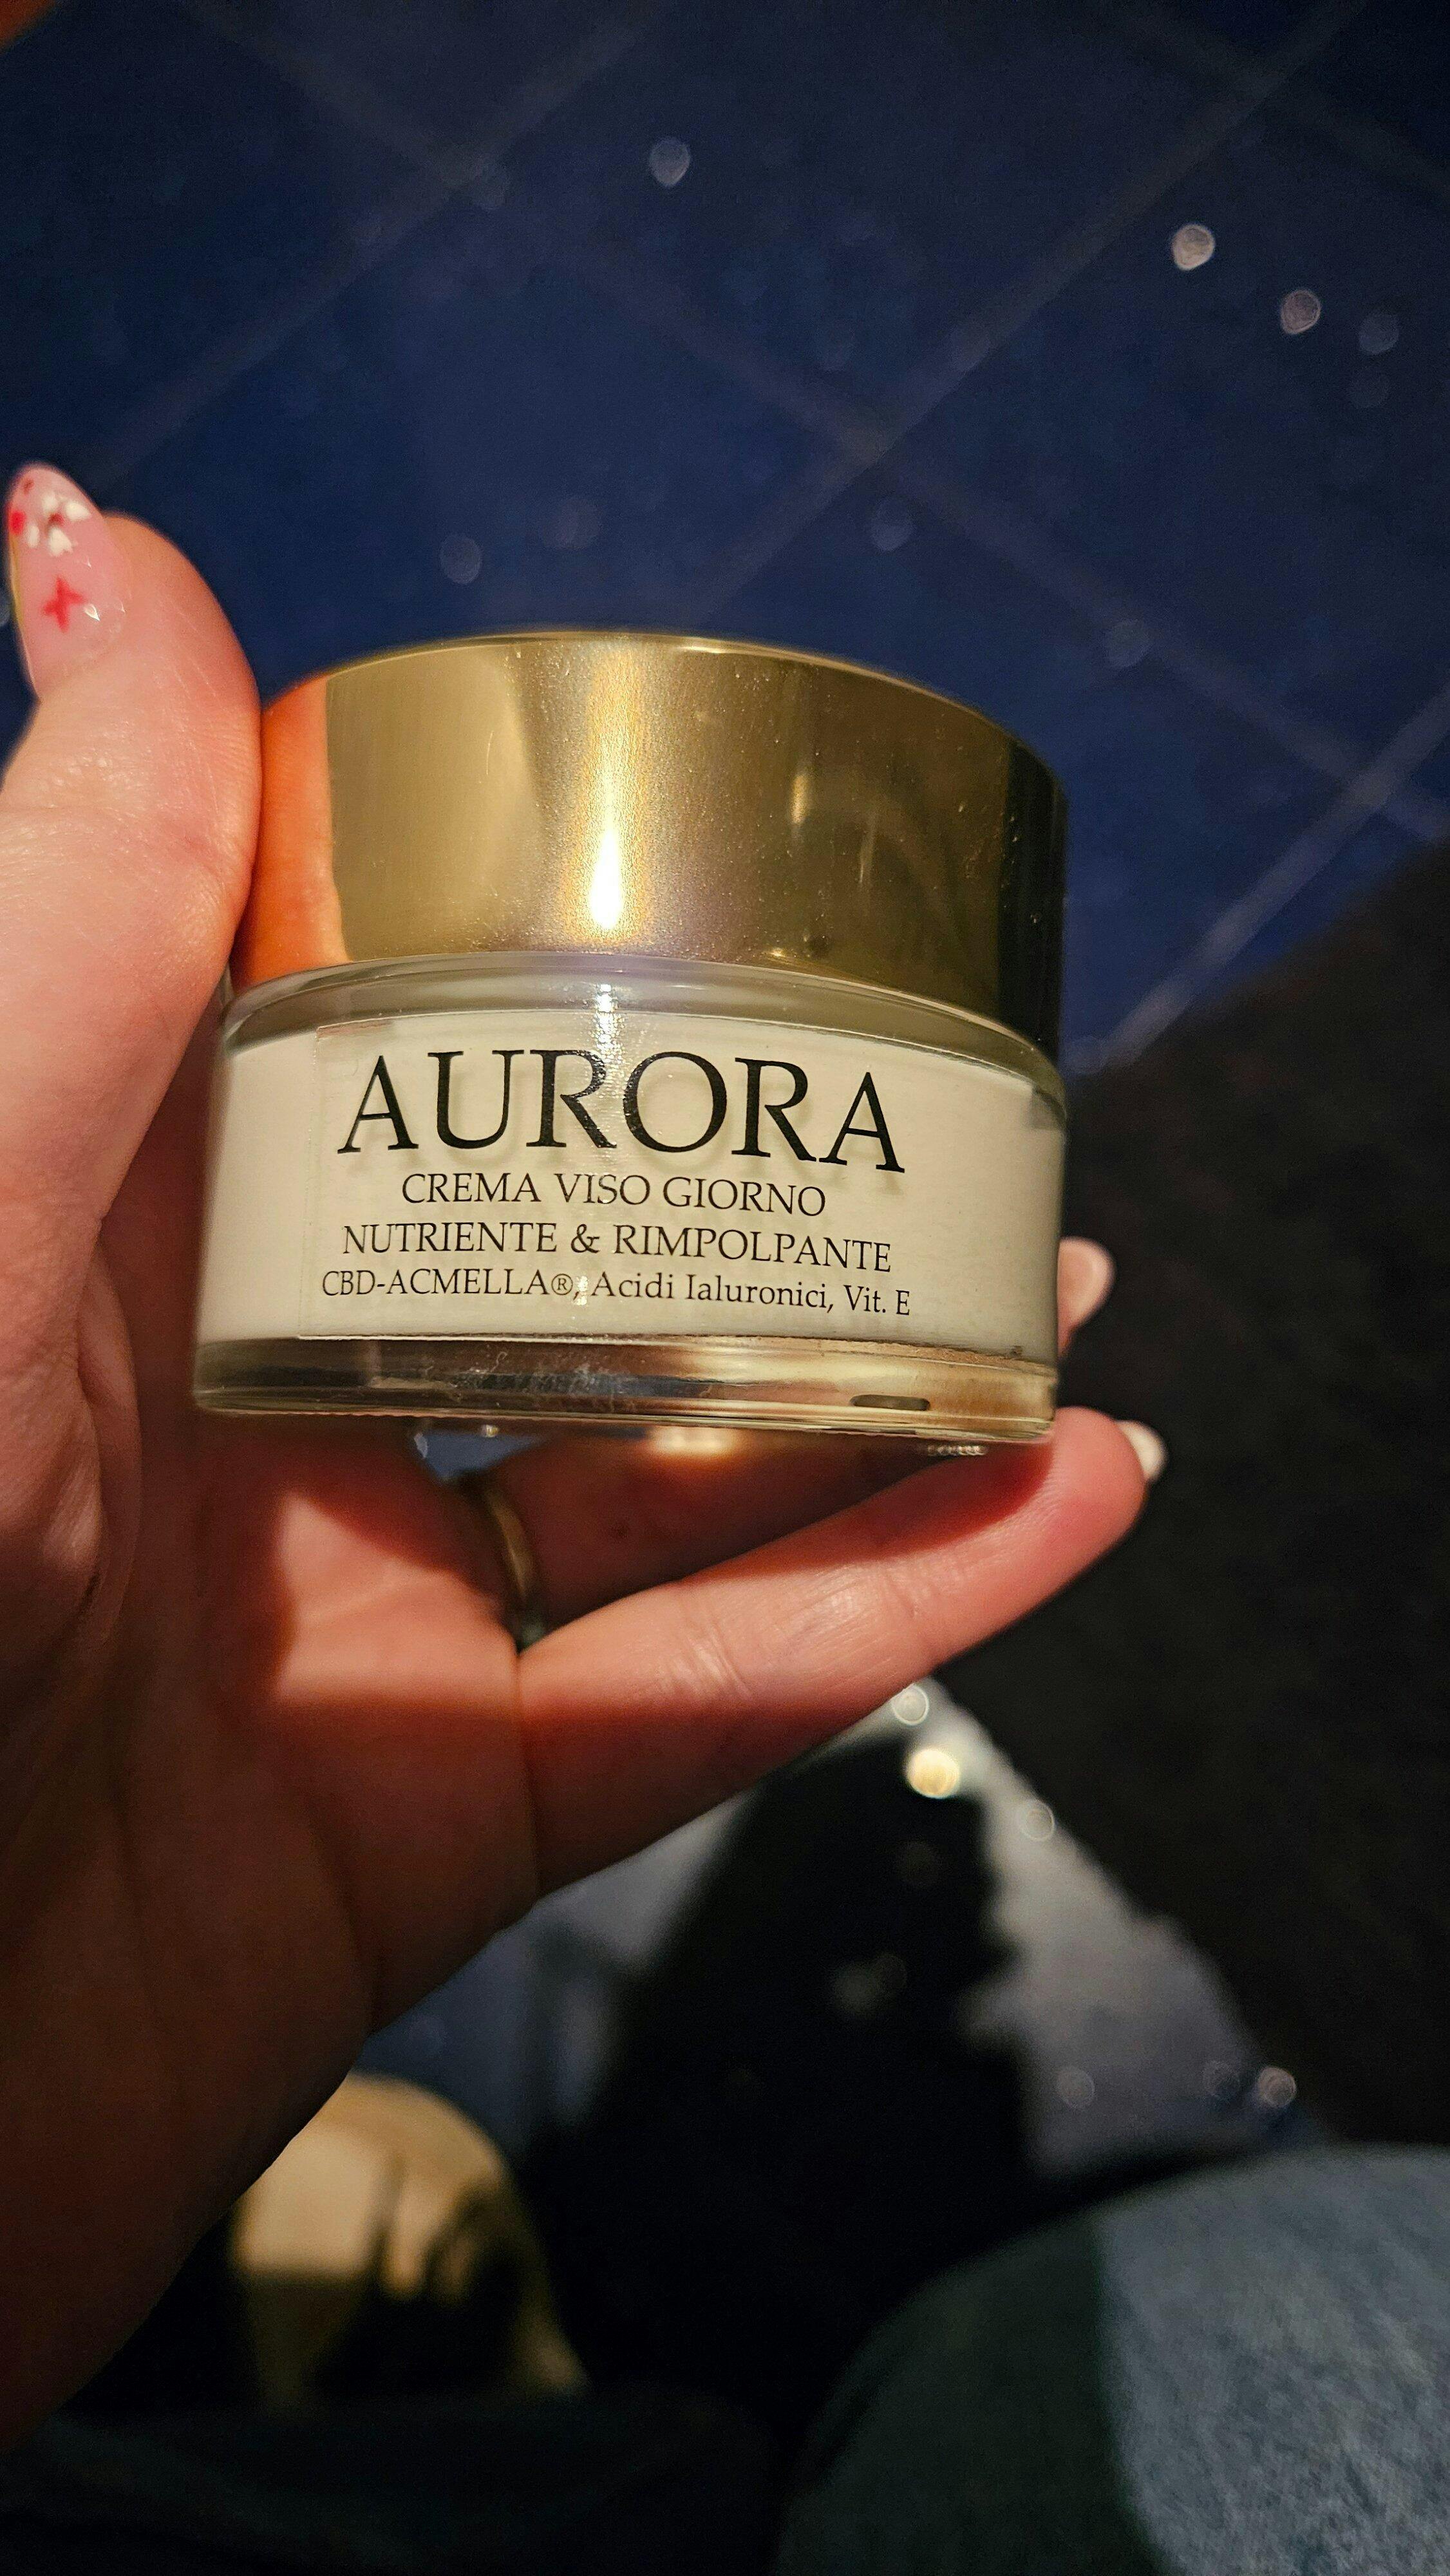 AURORA
CREMA VISO GIORNO
NUTRIENTE & RIMPOLPANTE
CBD-ACMELLA®, Acidi Ialuronici, Vit. E